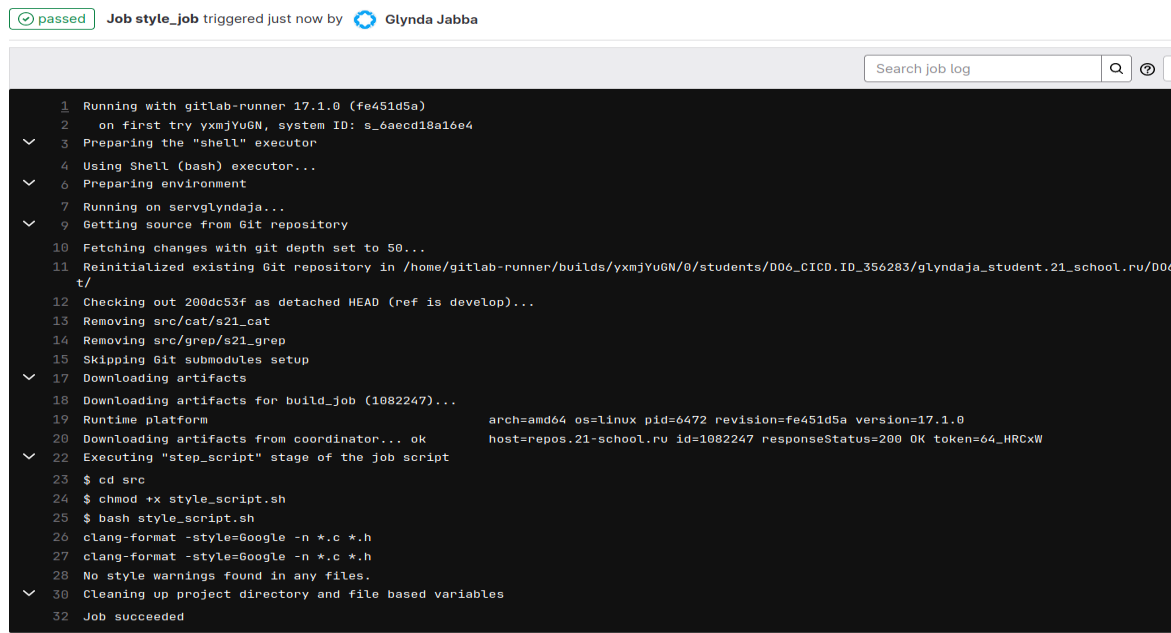 passed Job style_job triggered just now by Glynda Jabba
Search job log
1 Running with gitlab-runner 17.1.0 (fe451d5a)
2 on first try yxmjYuGN, system ID: s_6aecd18a16e4
3 Preparing the "shell" executor
4 Using Shell (bash) executor...
6 Preparing environment
7 Running on servglyndaja...
9 Getting source from Git repository
10 Fetching changes with git depth set to 50...
11 Reinitialized existing Git repository in /home/gitlab-runner/builds/yxmjYuGN/0/students/DO6_CICD.ID_356283/glyndaja_student.21_school.ru/DO6
t/
12 Checking out 200dc53f as detached HEAD (ref is develop)...
13 Removing src/cat/s21_cat
14 Removing src/grep/s21_grep
15 Skipping Git submodules setup
17 Downloading artifacts
18 Downloading artifacts for build_job (1082247)...
19 Runtime platform arch=amd64 os=linux pid=6472 revision=fe451d5a version=17.1.0
20 Downloading artifacts from coordinator... ok host=repos.21-school.ru id=1082247 responseStatus=200 OK token=64_HRCxW
22 Executing "step_script" stage of the job script
23 $ cd src
24 $ chmod +x style_script.sh
25 $ bash style_script.sh
26 clang-format -style=Google -n *.c *.h
27 clang-format -style=Google -n *.c *.h
28 No style warnings found in any files.
30 Cleaning up project directory and file based variables
32 Job succeeded